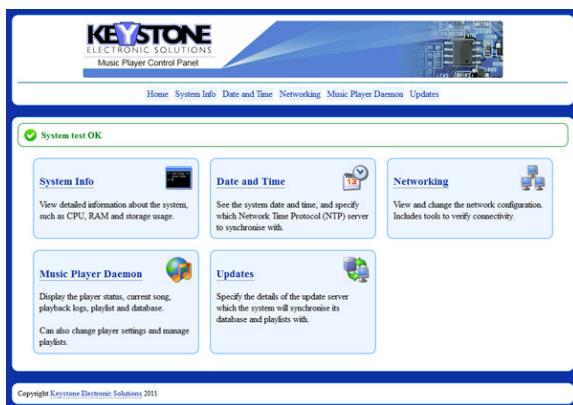 KEYSTONE
ELECTRONIC SOLUTIONS
Music Player Control Panel
Home System Info Date and Time Networking Music Player Daemon Updates
System test OK
System Info
View detailed information about the system,
such as CPU, RAM and storage usage.
Date and Time
12
See the system date and time, and specify
which Network Time Protocol (NTP) server
to synchronise with.
Networking
View and change the network configuration.
Includes tools to verify connectivity.
Music Player Daemon
Display the player status, current song,
playback logs, playlist and database.
Can also change player settings and manage
playlists.
Updates
Specify the details of the update server
which the system will synchronise its
database and playlists with.
Copyright Keystone Electronic Solutions 2011